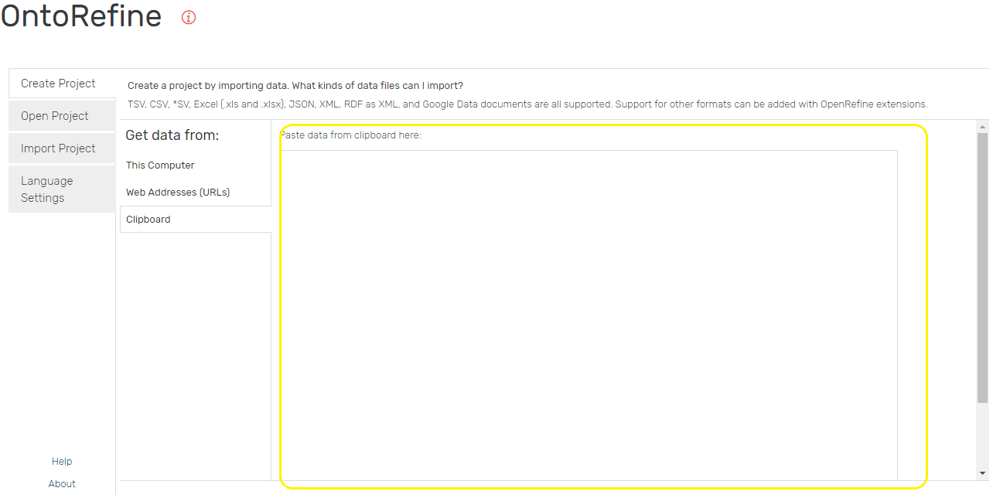 OntoRefine
Create Project
Open Project
Import Project
Language
Settings
Help
About
Create a project by importing data. What kinds of data files can I import?
TSV, CSV, *SV, Excel (.xls and .xlsx), JSON, XML, RDF as XML, and Google Data documents are all supported. Support for other formats can be added with OpenRefine extensions.
Get data from:
This Computer
Web Addresses (URLs)
Clipboard
Paste data from clipboard here: